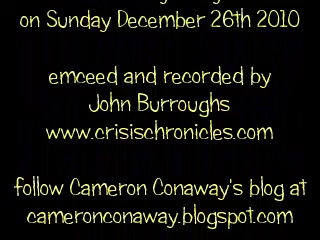 on Sunday December 26th 2010
emceed and recorded by
John Burroughs
www.crisischronicles.com
follow Cameron Conaway's blog at
cameronconaway.blogspot.com